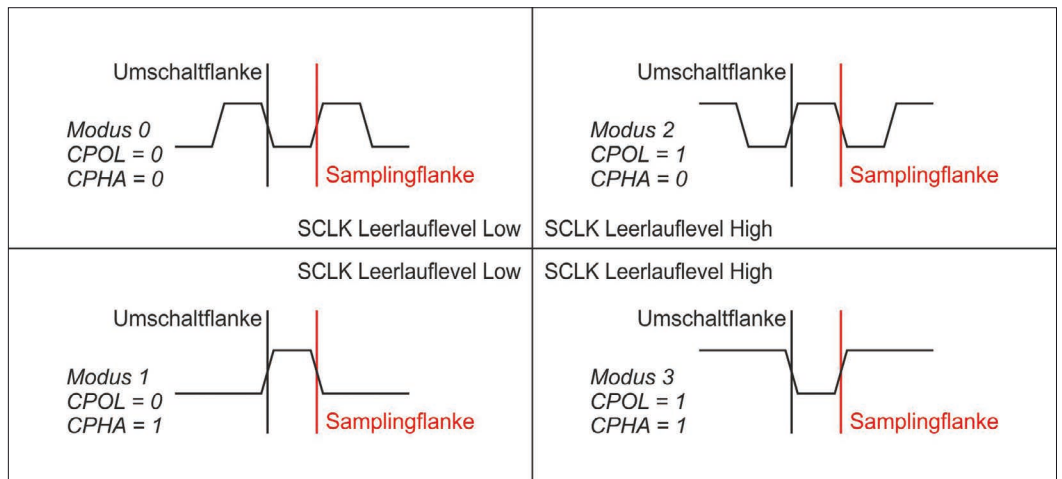 Umschaltflanke
Modus 0
CPOL = 0
CPHA = 0
Samplingflanke
SCLK Leerlauflevel Low
Umschaltflanke
Modus 2
CPOL = 1
CPHA = 0
Samplingflanke
SCLK Leerlauflevel High
SCLK Leerlauflevel Low
Umschaltflanke
Modus 1
CPOL = 0
CPHA = 1
Samplingflanke
SCLK Leerlauflevel High
Umschaltflanke
Modus 3
CPOL = 1
CPHA = 1
Samplingflanke